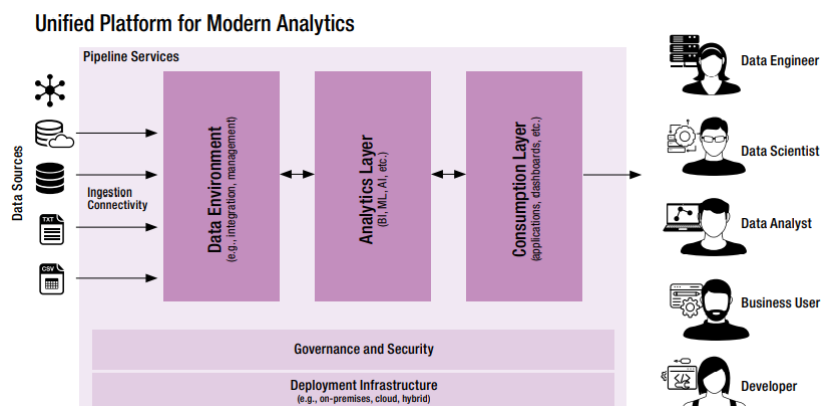 Unified Platform for Modern Analytics
Pipeline Services
Data Sources
TXT
CSV
Ingestion
Connectivity
Data Environment
(e.g., integration, management)
Analytics Layer
(BI, ML, AI, etc.)
Consumption Layer
(applications, dashboards, etc.)
Governance and Security
Deployment Infrastructure
(e.g., on-premises, cloud, hybrid)
Data Engineer
Data Scientist
Data Analyst
Business User
Developer